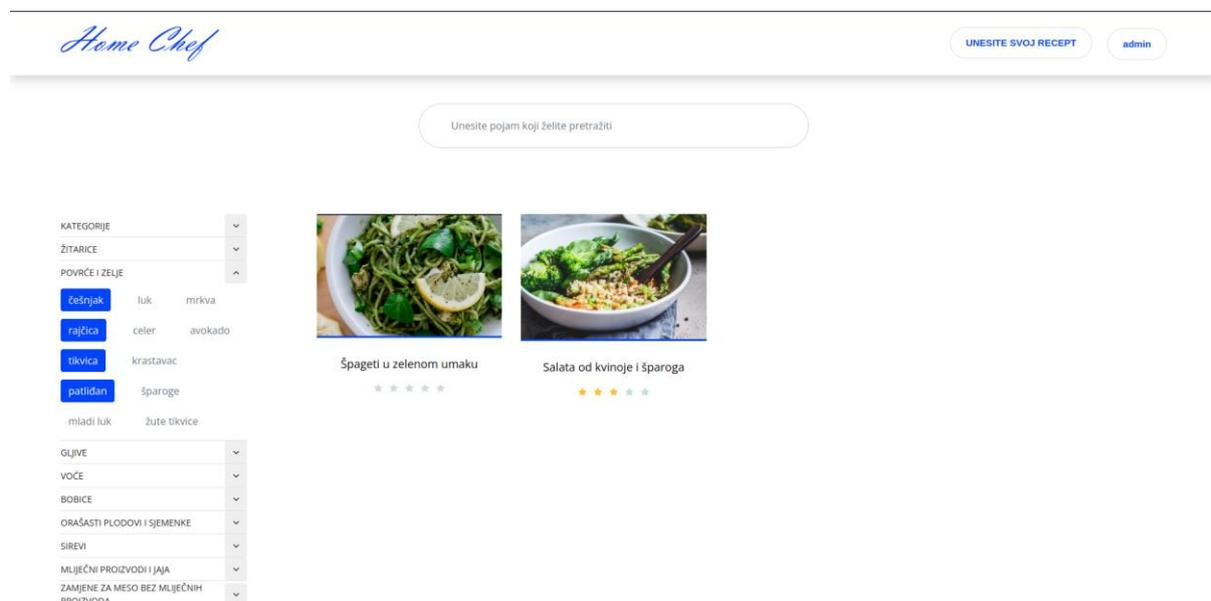 Home Chef
UNESITE SVOJ RECEPT
admin
Unesite pojam koji želite pretražiti
KATEGORIJE
ŽITARICE
POVRĆE I ZELJE
češnjak luk mrkva
rajčica celer avokado
tikvica krastavac
patliđan šparoge
mladi luk žute tikvice
GLJIVE
VOĆE
BOBICE
ORAŠASTI PLODOVI I SJEMENKE
SIREVI
MLIJEČNI PROIZVODI I JAJA
ZAMJENE ZA MESO BEZ MLIJEČNIH
PROIZVODA
Špageti u zelenom umaku
Salata od kvinoje i šparoga